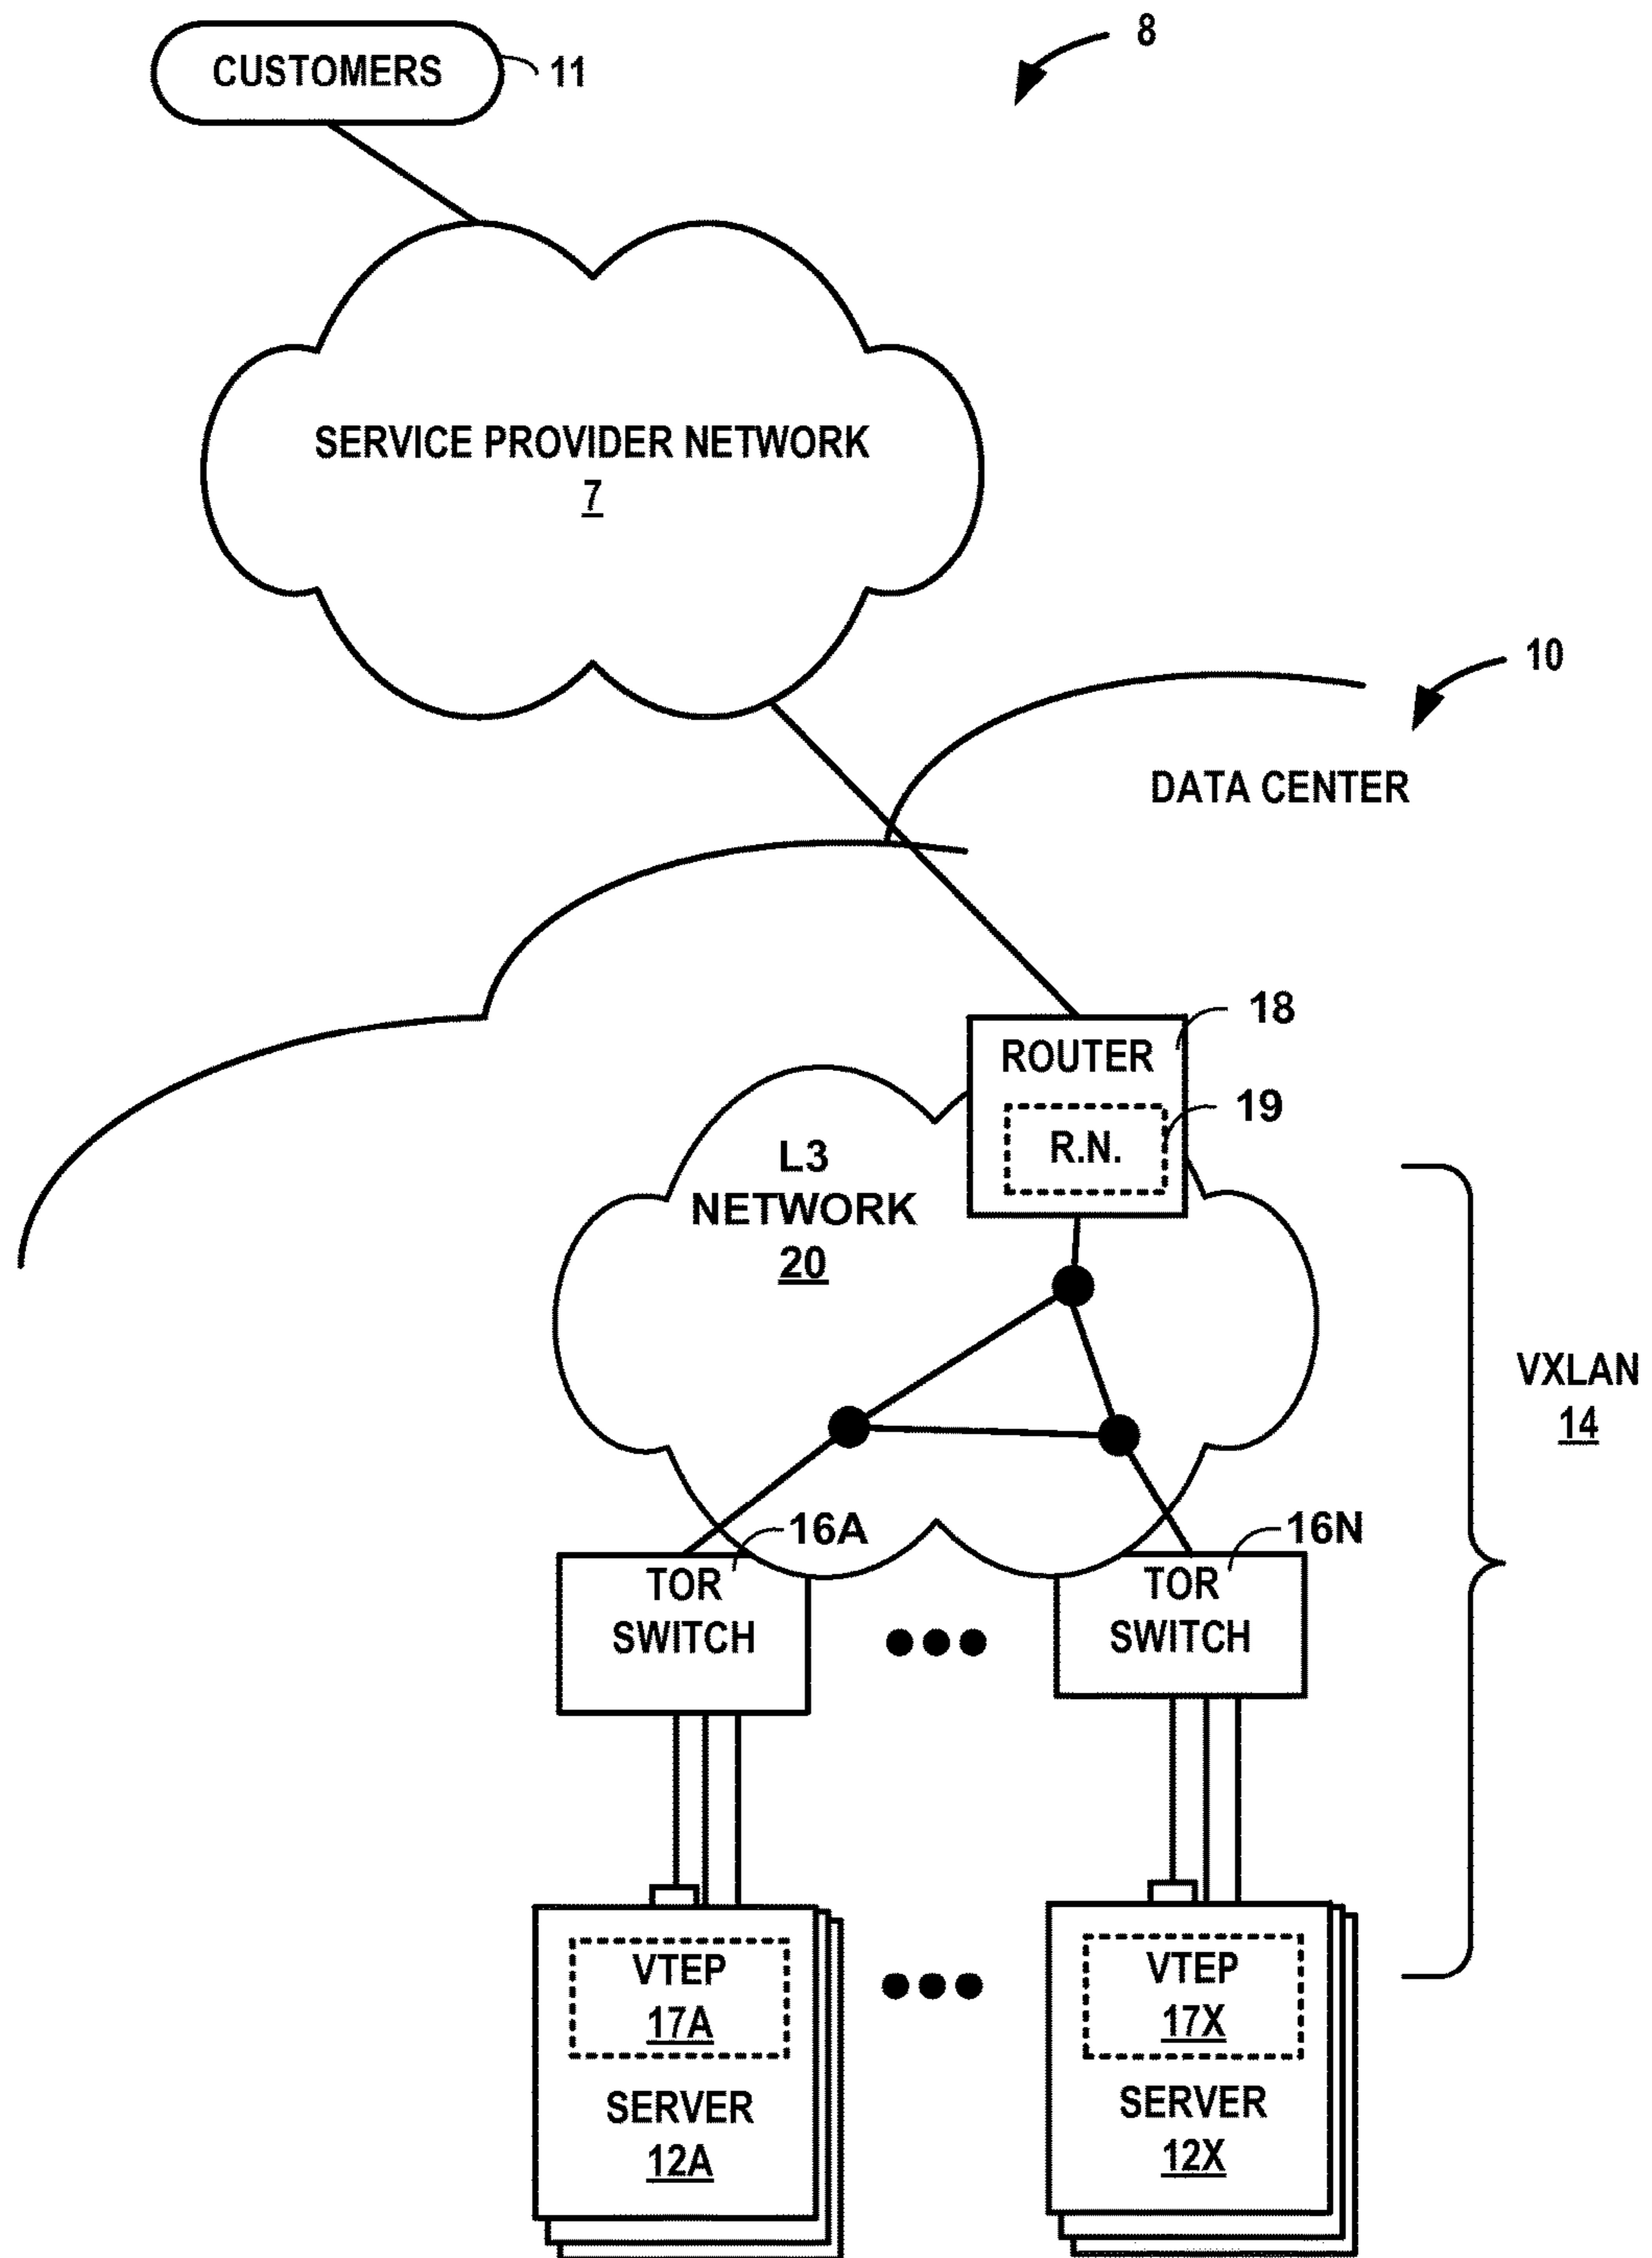 8
CUSTOMERS
11
SERVICE PROVIDER NETWORK
7
10
DATA CENTER
18
ROUTER
19
R.N.
L3
NETWORK
20
VXLAN
14
16A
16N
TOR
SWITCH
TOR
SWITCH
VTEP
17A
SERVER
12A
VTEP
17X
SERVER
12X